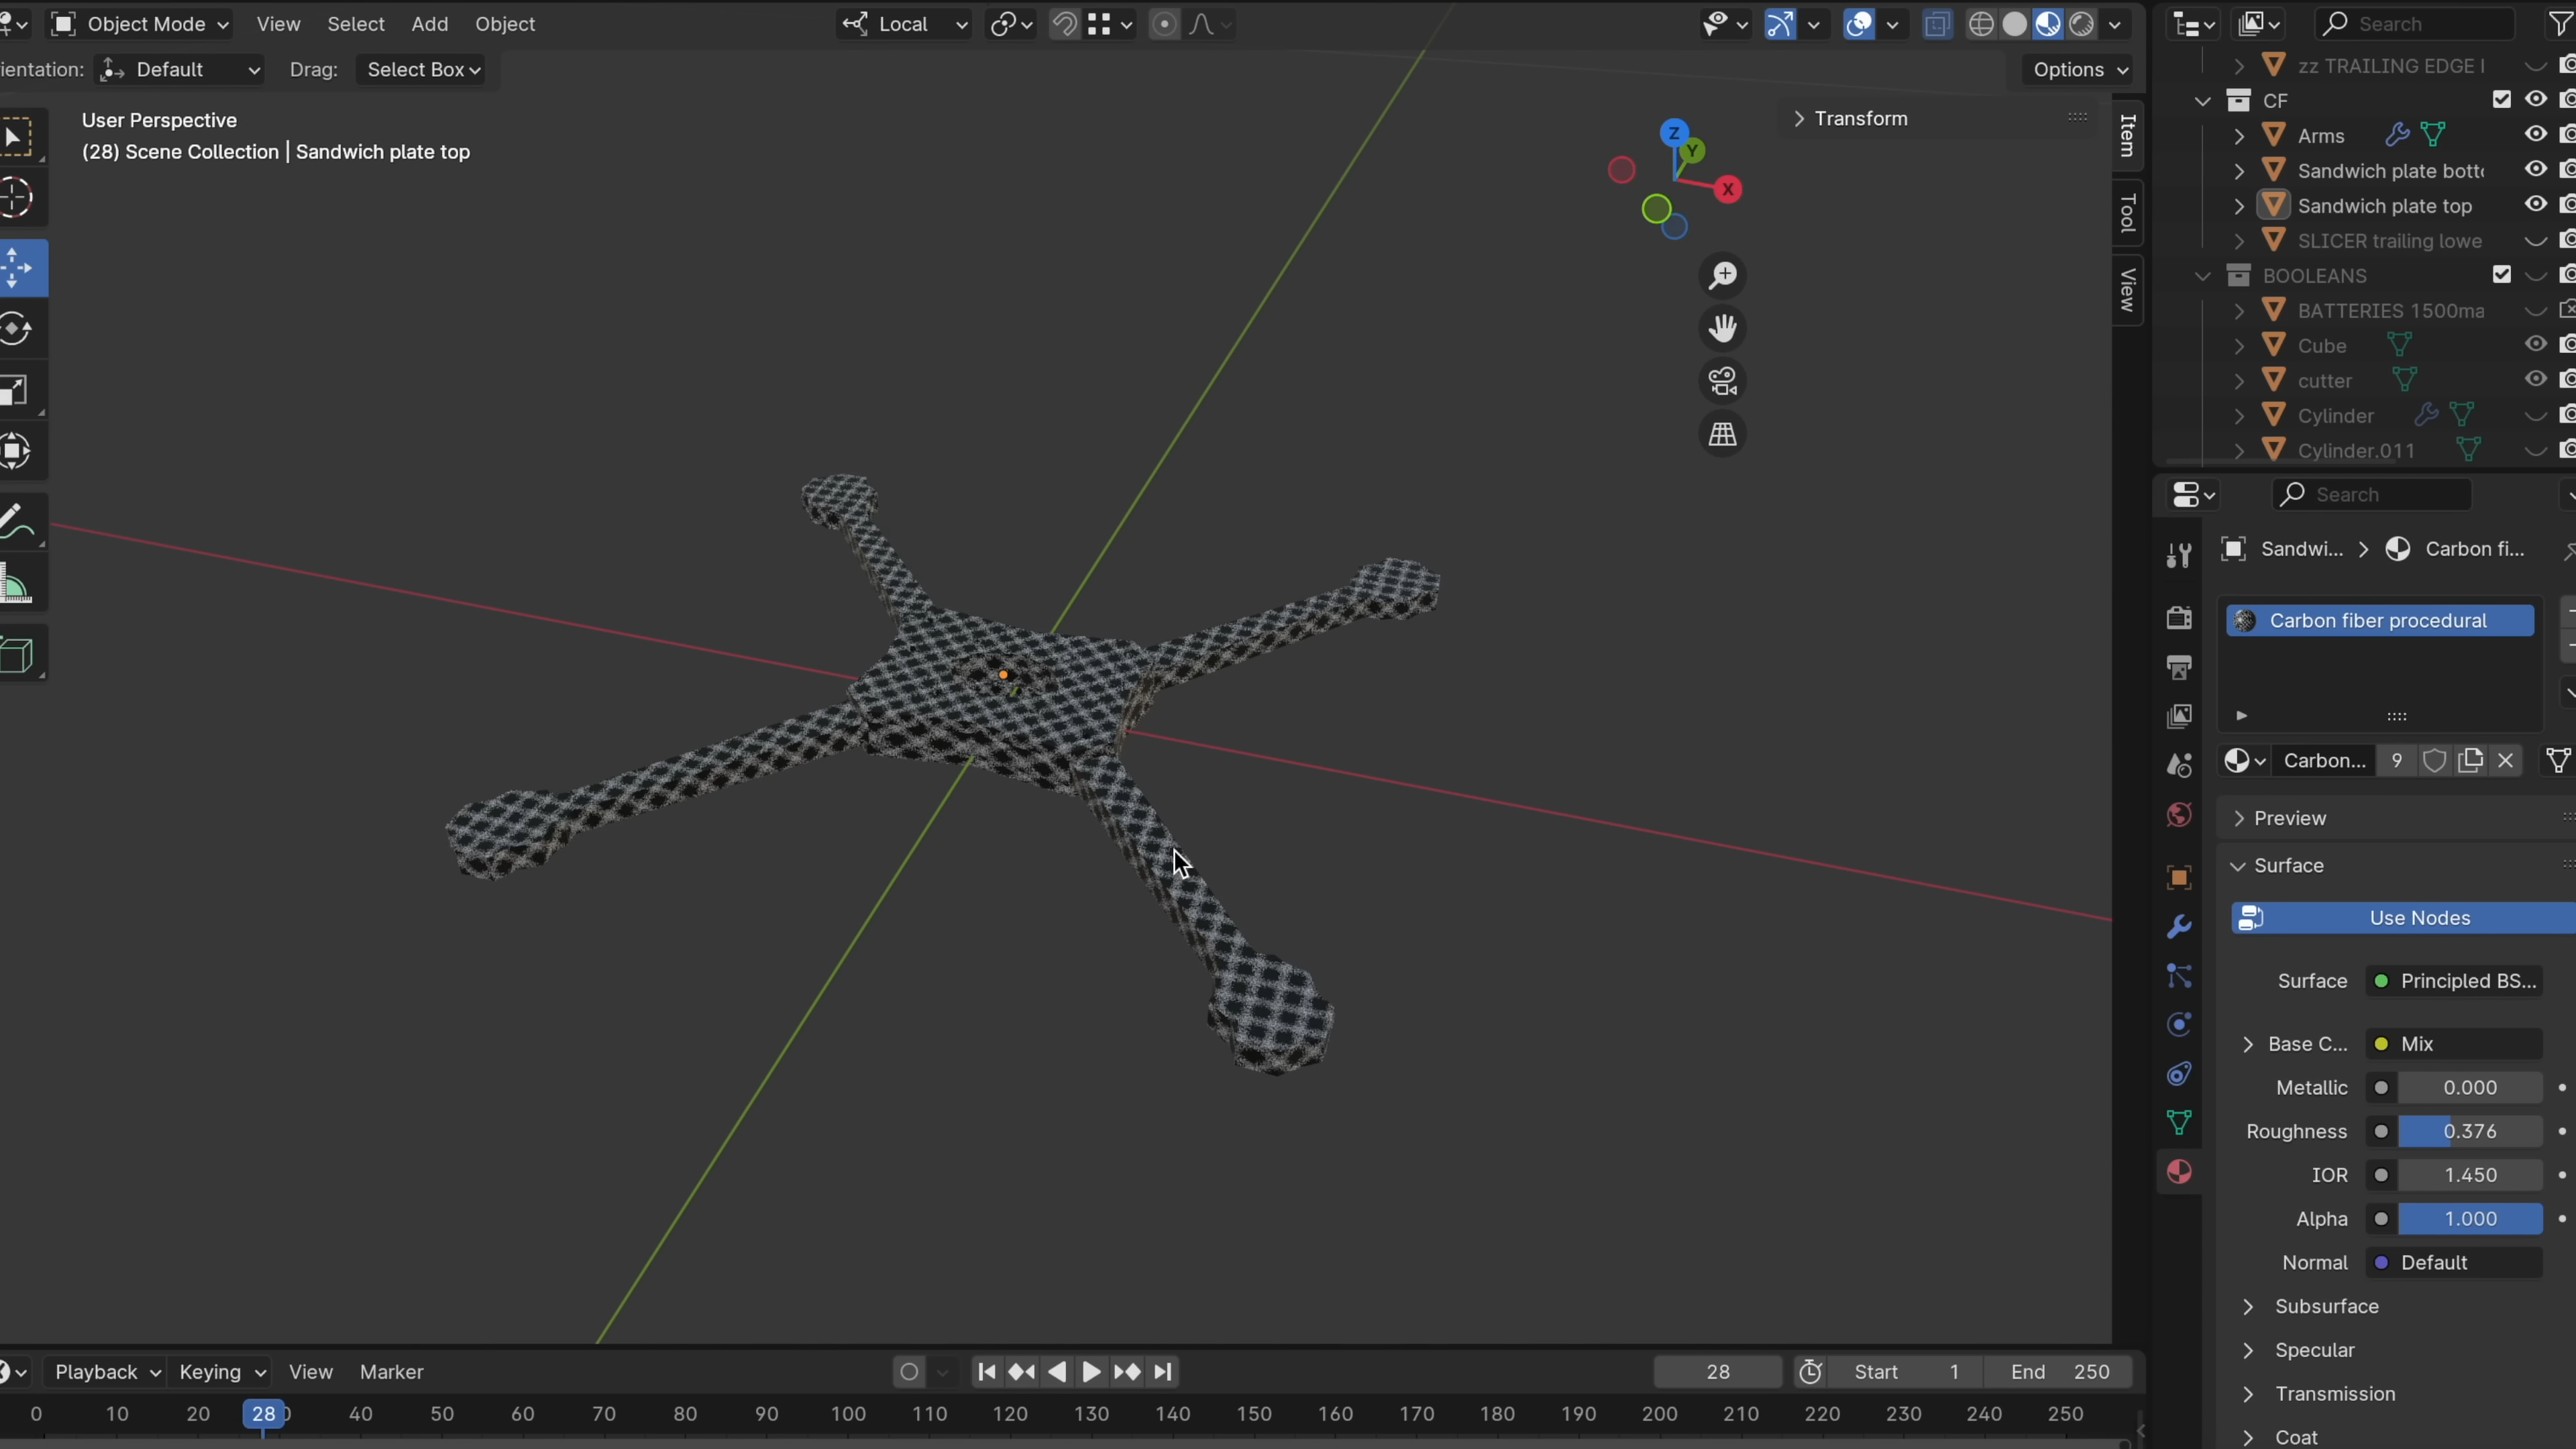 Object Mode View Select Add Object Local Search
ientation: Default Drag: Select Box Options
User Perspective
(28) Scene Collection | Sandwich plate top
Z
Y
X
Transform
Item
Tool
View
zz TRAILING EDGE
CF
Arms
Sandwich plate bott
Sandwich plate top
SLICER trailing lowe
BOOLEANS
BATTERIES 1500ma
Cube
cutter
Cylinder
Cylinder.011
Search
Sandwi... Carbon fi...
Carbon fiber procedural
Carbon... 9
Preview
Surface
Use Nodes
Surface Principled BS...
Base C... Mix
Metallic 0.000
Roughness 0.376
IOR 1.450
Alpha 1.000
Normal Default
Subsurface
Specular
Transmission
Coat
Playback Keying View Marker 28 Start 1 End 250
0 10 20 28 40 50 60 70 80 90 100 110 120 130 140 150 160 170 180 190 200 210 220 230 240 250